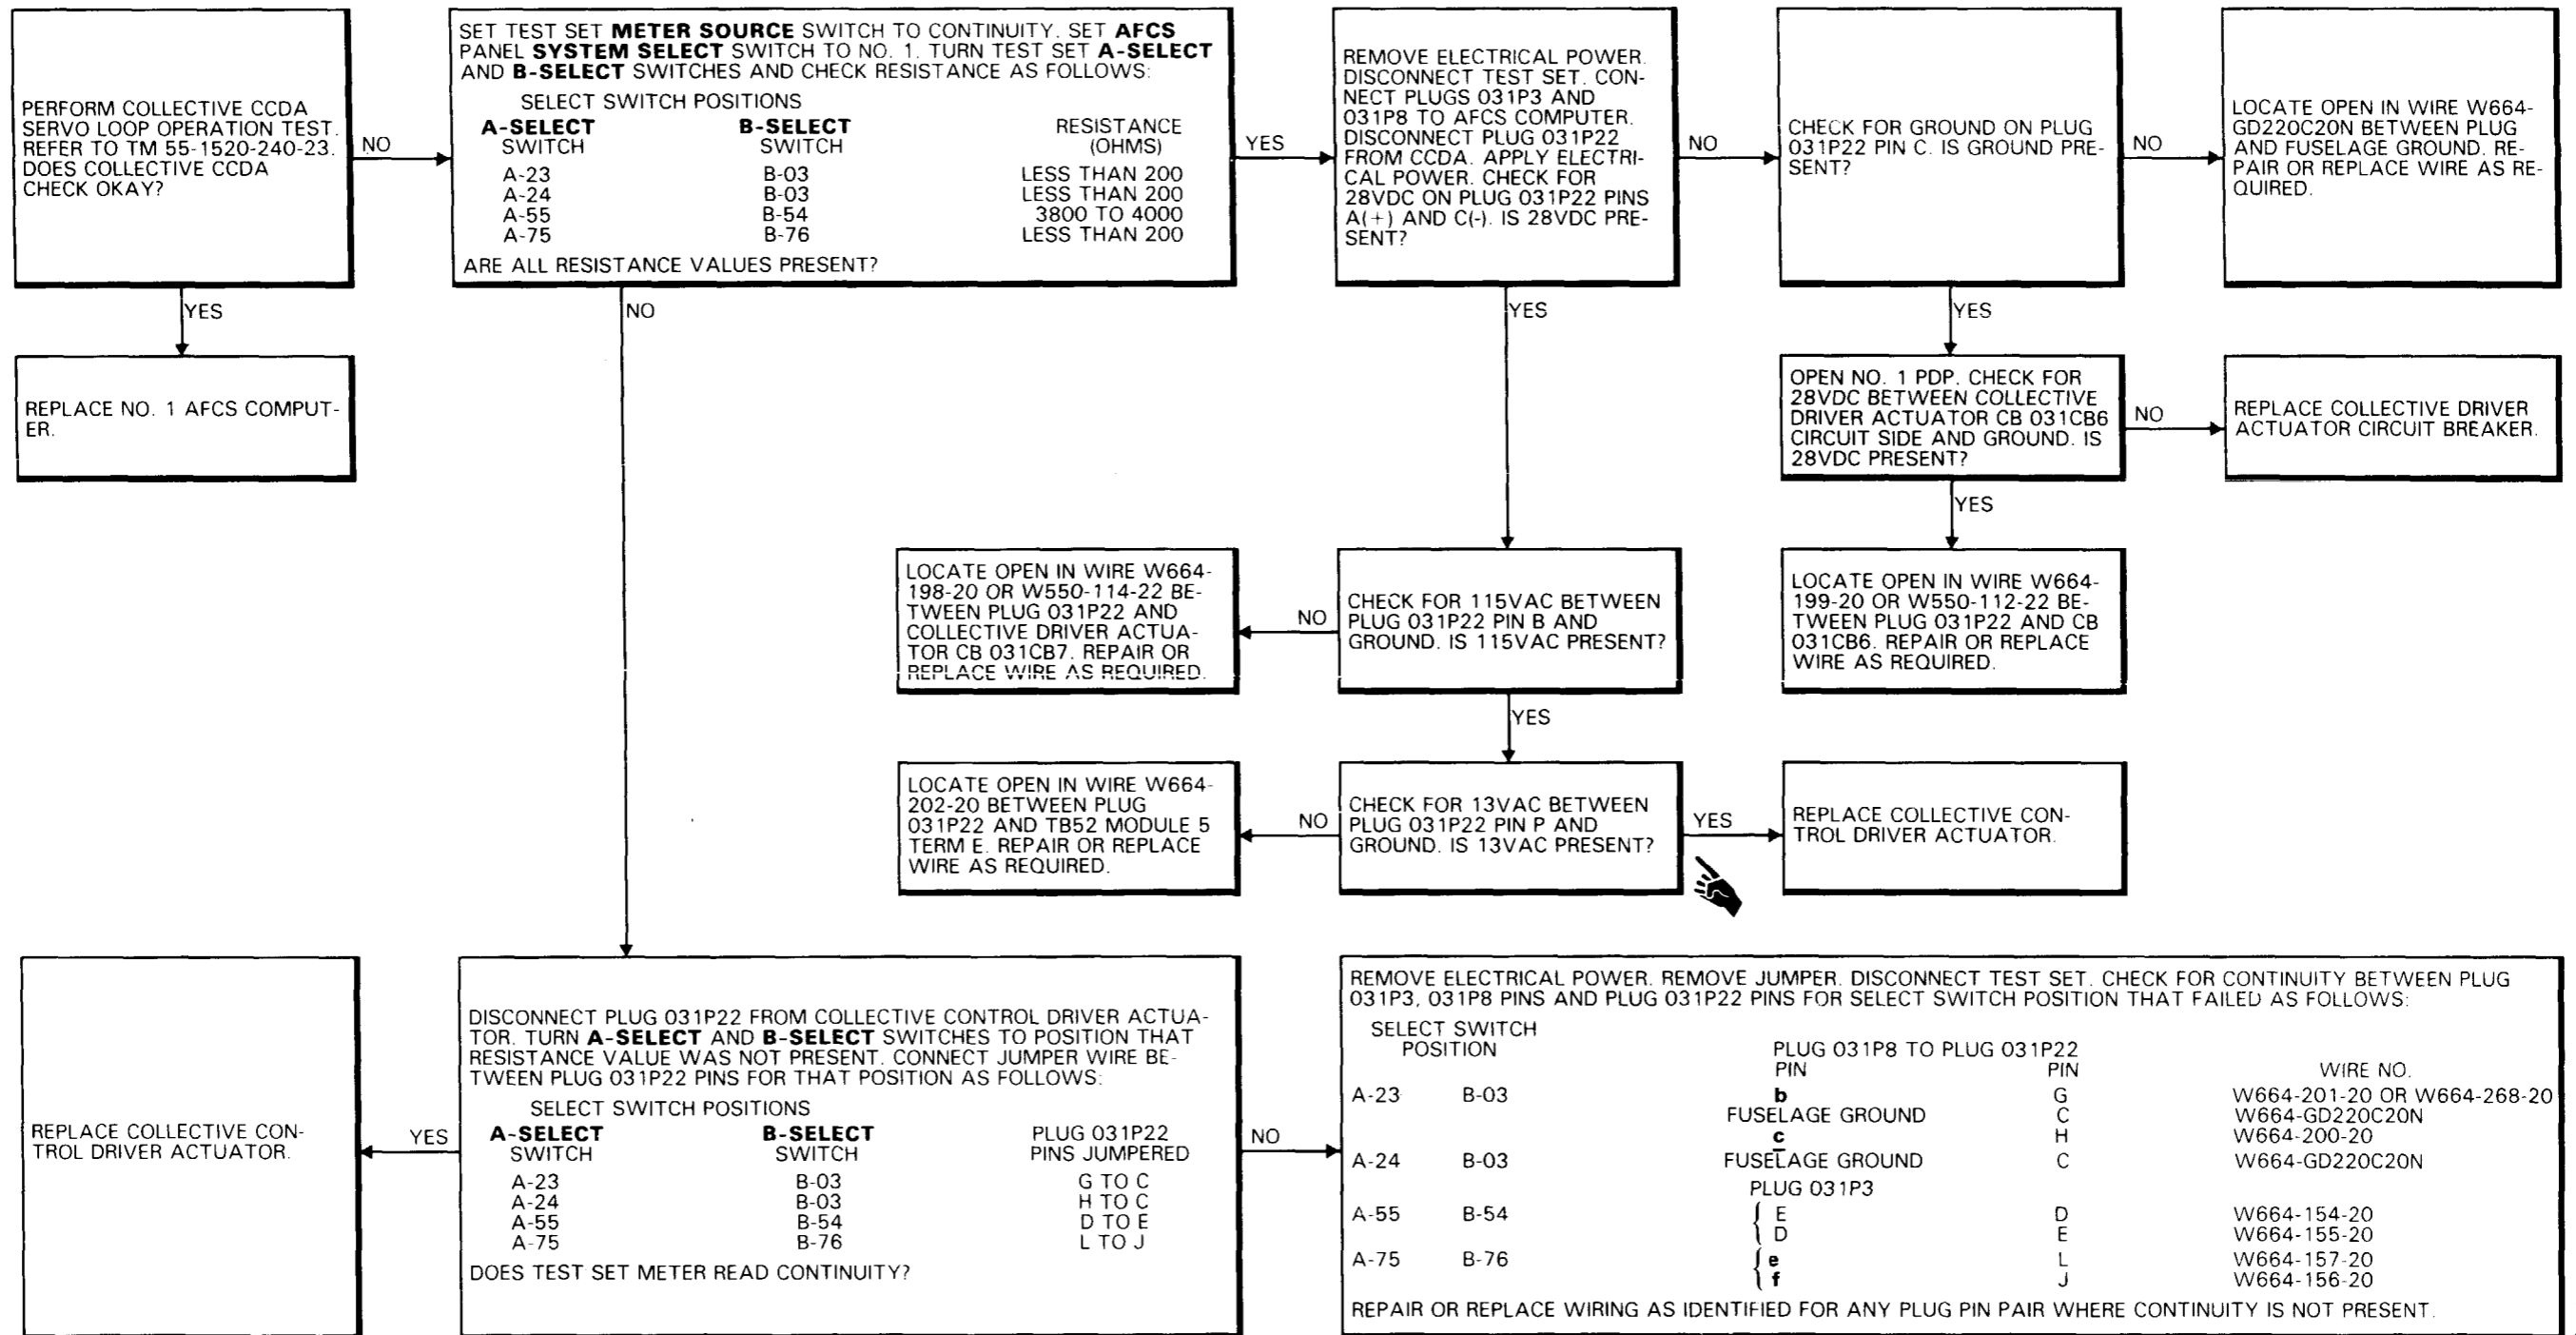 PERFORM COLLECTIVE CCDA
SERVO LOOP OPERATION TEST.
REFER TO TM 55-1520-240-23.
DOES COLLECTIVE CCDA
CHECK OKAY?
NO
YES
REPLACE NO. 1 AFCS COMPUT-
ER.
SET TEST SET METER SOURCE SWITCH TO CONTINUITY. SET AFCS
PANEL SYSTEM SELECT SWITCH TO NO. 1. TURN TEST SET A-SELECT
AND B-SELECT SWITCHES AND CHECK RESISTANCE AS FOLLOWS:
SELECT SWITCH POSITIONS
A-SELECT B-SELECT RESISTANCE
SWITCH SWITCH (OHMS)
A-23 B-03 LESS THAN 200
A-24 B-03 LESS THAN 200
A-55 B-54 3800 TO 4000
A-75 B-76 LESS THAN 200
ARE ALL RESISTANCE VALUES PRESENT?
YES
NO
REMOVE ELECTRICAL POWER.
DISCONNECT TEST SET. CON-
NECT PLUGS 031P3 AND
031P8 TO AFCS COMPUTER.
DISCONNECT PLUG 031P22
FROM CCDA. APPLY ELECTRI-
CAL POWER. CHECK FOR
28VDC ON PLUG 031P22 PINS
A(+) AND C(-). IS 28VDC PRE-
SENT?
NO
YES
CHECK FOR GROUND ON PLUG
031P22 PIN C. IS GROUND PRE-
SENT?
NO
YES
LOCATE OPEN IN WIRE W664-
GD220C20N BETWEEN PLUG
AND FUSELAGE GROUND. RE-
PAIR OR REPLACE WIRE AS RE-
QUIRED.
OPEN NO. 1 PDP. CHECK FOR
28VDC BETWEEN COLLECTIVE
DRIVER ACTUATOR CB 031CB6
CIRCUIT SIDE AND GROUND. IS
28VDC PRESENT?
NO
YES
REPLACE COLLECTIVE DRIVER
ACTUATOR CIRCUIT BREAKER.
LOCATE OPEN IN WIRE W664-
198-20 OR W550-114-22 BE-
TWEEN PLUG 031P22 AND
COLLECTIVE DRIVER ACTUA-
TOR CB 031CB7. REPAIR OR
REPLACE WIRE AS REQUIRED.
NO
CHECK FOR 115VAC BETWEEN
PLUG 031P22 PIN B AND
GROUND. IS 115VAC PRESENT?
YES
LOCATE OPEN IN WIRE W664-
199-20 OR W550-112-22 BE-
TWEEN PLUG 031P22 AND CB
031CB6. REPAIR OR REPLACE
WIRE AS REQUIRED.
LOCATE OPEN IN WIRE W664-
202-20 BETWEEN PLUG
031P22 AND TB52 MODULE 5
TERM E. REPAIR OR REPLACE
WIRE AS REQUIRED.
NO
CHECK FOR 13VAC BETWEEN
PLUG 031P22 PIN P AND
GROUND. IS 13VAC PRESENT?
YES
REPLACE COLLECTIVE CON-
TROL DRIVER ACTUATOR.
REPLACE COLLECTIVE CON-
TROL DRIVER ACTUATOR.
YES
DISCONNECT PLUG 031P22 FROM COLLECTIVE CONTROL DRIVER ACTUA-
TOR. TURN A-SELECT AND B-SELECT SWITCHES TO POSITION THAT
RESISTANCE VALUE WAS NOT PRESENT. CONNECT JUMPER WIRE BE-
TWEEN PLUG 031P22 PINS FOR THAT POSITION AS FOLLOWS:
SELECT SWITCH POSITIONS
A-SELECT B-SELECT PLUG 031P22
SWITCH SWITCH PINS JUMPERED
A-23 B-03 G TO C
A-24 B-03 H TO C
A-55 B-54 D TO E
A-75 B-76 L TO J
DOES TEST SET METER READ CONTINUITY?
NO
REMOVE ELECTRICAL POWER. REMOVE JUMPER. DISCONNECT TEST SET. CHECK FOR CONTINUITY BETWEEN PLUG
031P3, 031P8 PINS AND PLUG 031P22 PINS FOR SELECT SWITCH POSITION THAT FAILED AS FOLLOWS:
SELECT SWITCH
POSITION PLUG 031P8 TO PLUG 031P22
PIN PIN WIRE NO.
A-23 B-03 b G W664-201-20 OR W664-268-20
FUSELAGE GROUND C W664-GD220C20N
c H W664-200-20
A-24 B-03 FUSELAGE GROUND C W664-GD220C20N
PLUG 031P3
A-55 B-54 E D W664-154-20
D E W664-155-20
A-75 B-76 e L W664-157-20
f J W664-156-20
REPAIR OR REPLACE WIRING AS IDENTIFIED FOR ANY PLUG PIN PAIR WHERE CONTINUITY IS NOT PRESENT.